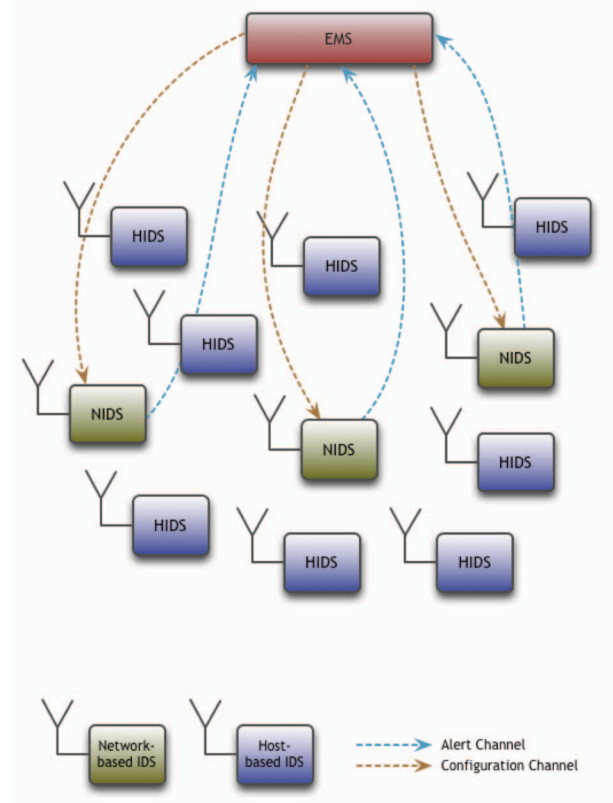 EMS
HIDS
HIDS
HIDS
HIDS
NIDS
NIDS
NIDS
HIDS
HIDS
HIDS
HIDS
Network-
based IDS
Host-
based IDS
Alert Channel
Configuration Channel